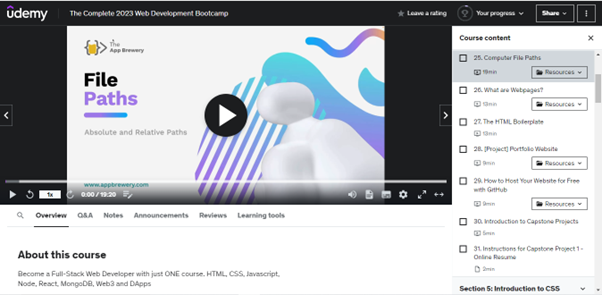 ûdemy
The Complete 2023 Web Development Bootcamp
Leave a rating
Your progress
Share
The
App Brewery
File
Paths
Absolute and Relative Paths
www.appbrewery.com
1x
0:00 / 19:20
Overview
Q&A
Notes
Announcements
Reviews
Learning tools
About this course
Become a Full-Stack Web Developer with just ONE course. HTML, CSS, Javascript,
Node, React, MongoDB, Web3 and DApps
Course content
25. Computer File Paths
19min
Resources
26. What are Webpages?
13min
Resources
27. The HTML Boilerplate
13min
28. [Project] Portfolio Website
9min
Resources
29. How to Host Your Website for Free
with GitHub
9min
Resources
30. Introduction to Capstone Projects
5min
31. Instructions for Capstone Project 1 -
Online Resume
2min
Section 5: Introduction to CSS